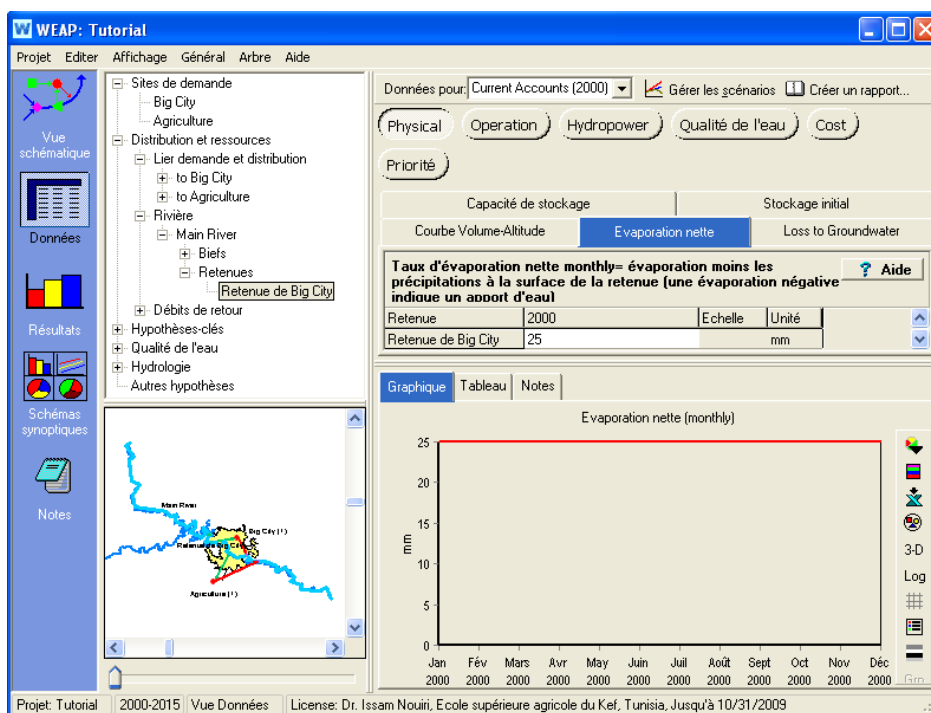 WEAP: Tutorial
Projet Editer Affichage Général Arbre Aide
Vue
schématique
Données
Résultats
Schémas
synoptiques
Notes
Sites de demande
Big City
Agriculture
Distribution et ressources
Lier demande et distribution
to Big City
to Agriculture
Rivière
Main River
Biefs
Retenues
Retenue de Big City
Débits de retour
Hypothèses-clés
Qualité de l'eau
Hydrologie
Autres hypothèses
Main River
Big City (1)
Retenue de Big City
Agriculture (1)
Données pour: Current Accounts (2000) Gérer les scénarios Créer un rapport...
Physical Operation Hydropower Qualité de l'eau Cost
Priorité
Capacité de stockage Stockage initial
Courbe Volume-Altitude Evaporation nette Loss to Groundwater
Taux d'évaporation nette monthly= évaporation moins les
précipitations à la surface de la retenue (une évaporation négative
indique un apport d'eau)
? Aide
Retenue 2000 Echelle Unité
Retenue de Big City 25 mm
Graphique Tableau Notes
Evaporation nette (monthly)
25
20
15
10
5
0
mm
Jan Fév Mars Avr May Juin Juil Août Sept Oct Nov Déc
2000 2000 2000 2000 2000 2000 2000 2000 2000 2000 2000 2000
3-D
Log
Grp
Projet: Tutorial 2000-2015 Vue Données License: Dr. Issam Nouiri, Ecole supérieure agricole du Kef, Tunisia, Jusqu'à 10/31/2009